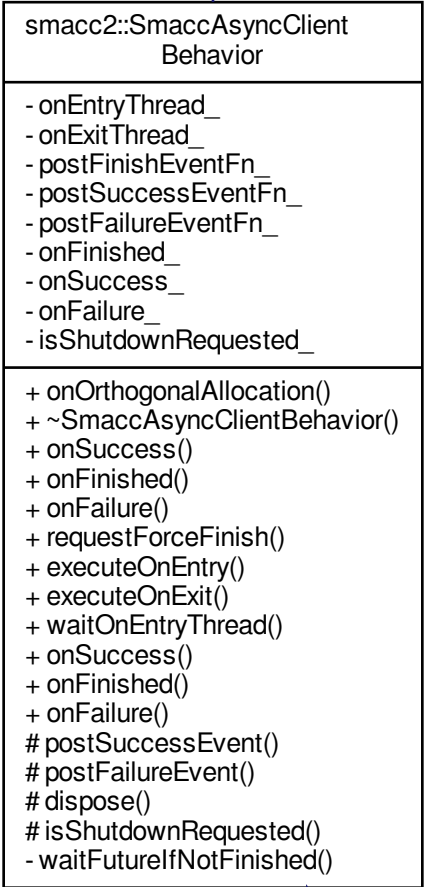 smacc2::SmaccAsyncClient
Behavior
- onEntryThread_
- onExitThread_
- postFinishEventFn_
- postSuccessEventFn_
- postFailureEventFn_
- onFinished_
- onSuccess_
- onFailure_
- isShutdownRequested_
+ onOrthogonalAllocation()
+ ~SmaccAsyncClientBehavior()
+ onSuccess()
+ onFinished()
+ onFailure()
+ requestForceFinish()
+ executeOnEntry()
+ executeOnExit()
+ waitOnEntryThread()
+ onSuccess()
+ onFinished()
+ onFailure()
# postSuccessEvent()
# postFailureEvent()
# dispose()
# isShutdownRequested()
- waitFutureIfNotFinished()